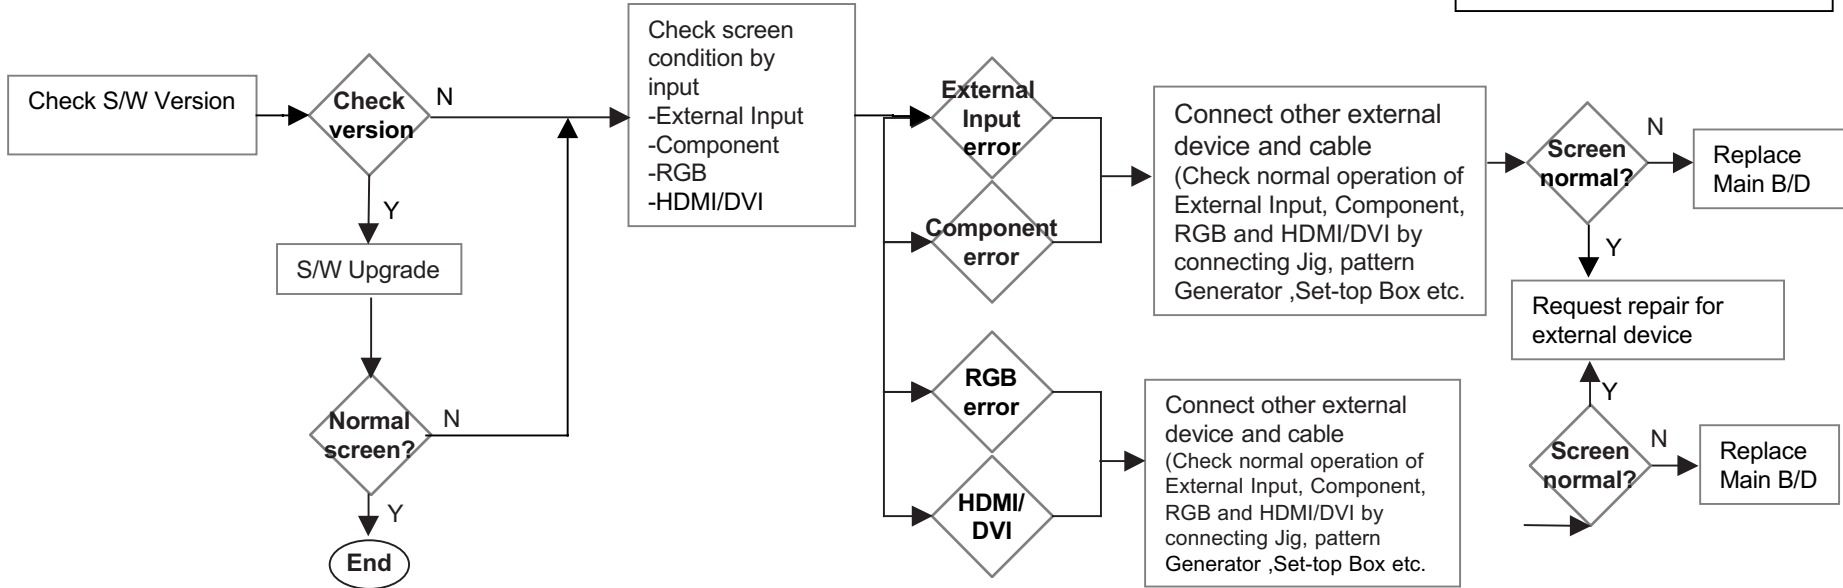 Check S/W Version
Check
version
N
Y
S/W Upgrade
Normal
screen?
N
Y
End
Check screen
condition by
input
-External Input
-Component
-RGB
-HDMI/DVI
External
Input
error
Component
error
RGB
error
HDMI/
DVI
Connect other external
device and cable
(Check normal operation of
External Input, Component,
RGB and HDMI/DVI by
connecting Jig, pattern
Generator ,Set-top Box etc.
Connect other external
device and cable
(Check normal operation of
External Input, Component,
RGB and HDMI/DVI by
connecting Jig, pattern
Generator ,Set-top Box etc.
Screen
normal?
N
Replace
Main B/D
Y
Request repair for
external device
Y
Screen
normal?
N
Replace
Main B/D